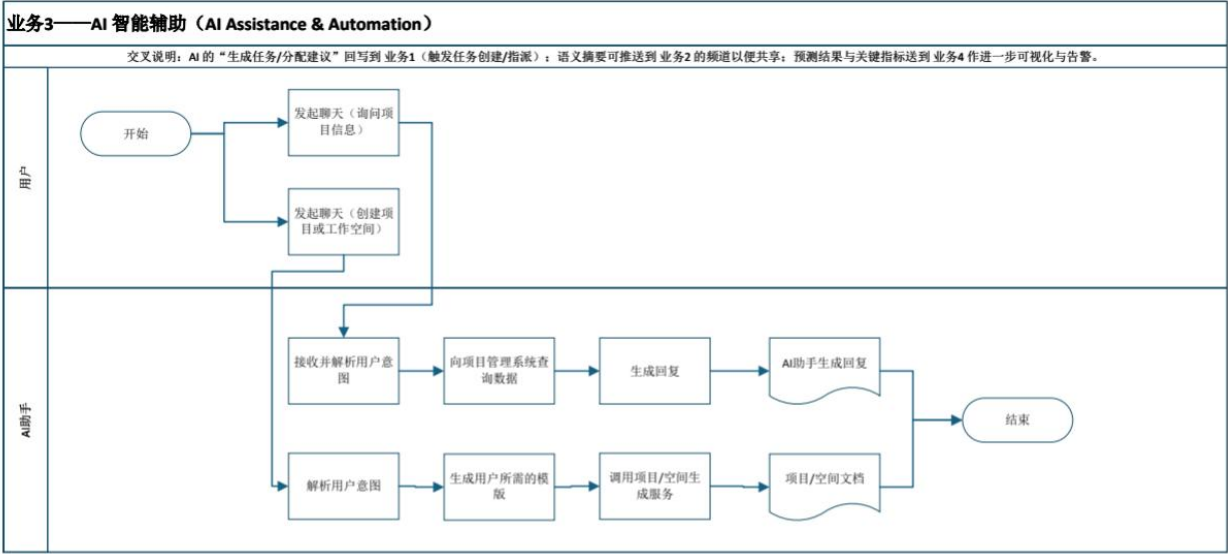 业务3——AI 智能辅助（AI Assistance & Automation）
交叉说明：AI 的“生成任务/分配建议”回写到 业务1（触发任务创建/指派）；语义摘要可推送到 业务2 的频道以便共享；预测结果与关键指标送到 业务4 作进一步可视化与告警。
用户
开始
发起聊天（询问项
目信息）
发起聊天（创建项
目或工作空间）
AI助手
接收并解析用户意
图
向项目管理系统查
询数据
生成回复
AI助手生成回复
结束
解析用户意图
生成用户所需的模
版
调用项目/空间生
成服务
项目/空间文档